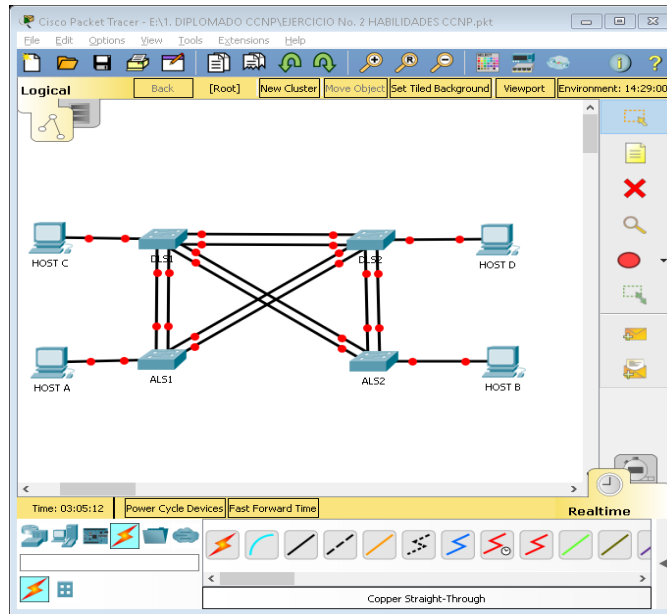 Cisco Packet Tracer - E:\1. DIPLOMADO CCNP\EJERCICIO No. 2 HABILIDADES CCNP.pkt
File Edit Options View Tools Extensions Help
Logical Back [Root] New Cluster Move Object Set Tiled Background Viewport Environment: 14:29:00
HOST C DLS1 DLS2 HOST D
HOST A ALS1 ALS2 HOST B
Time: 03:05:12 Power Cycle Devices Fast Forward Time Realtime
Copper Straight-Through